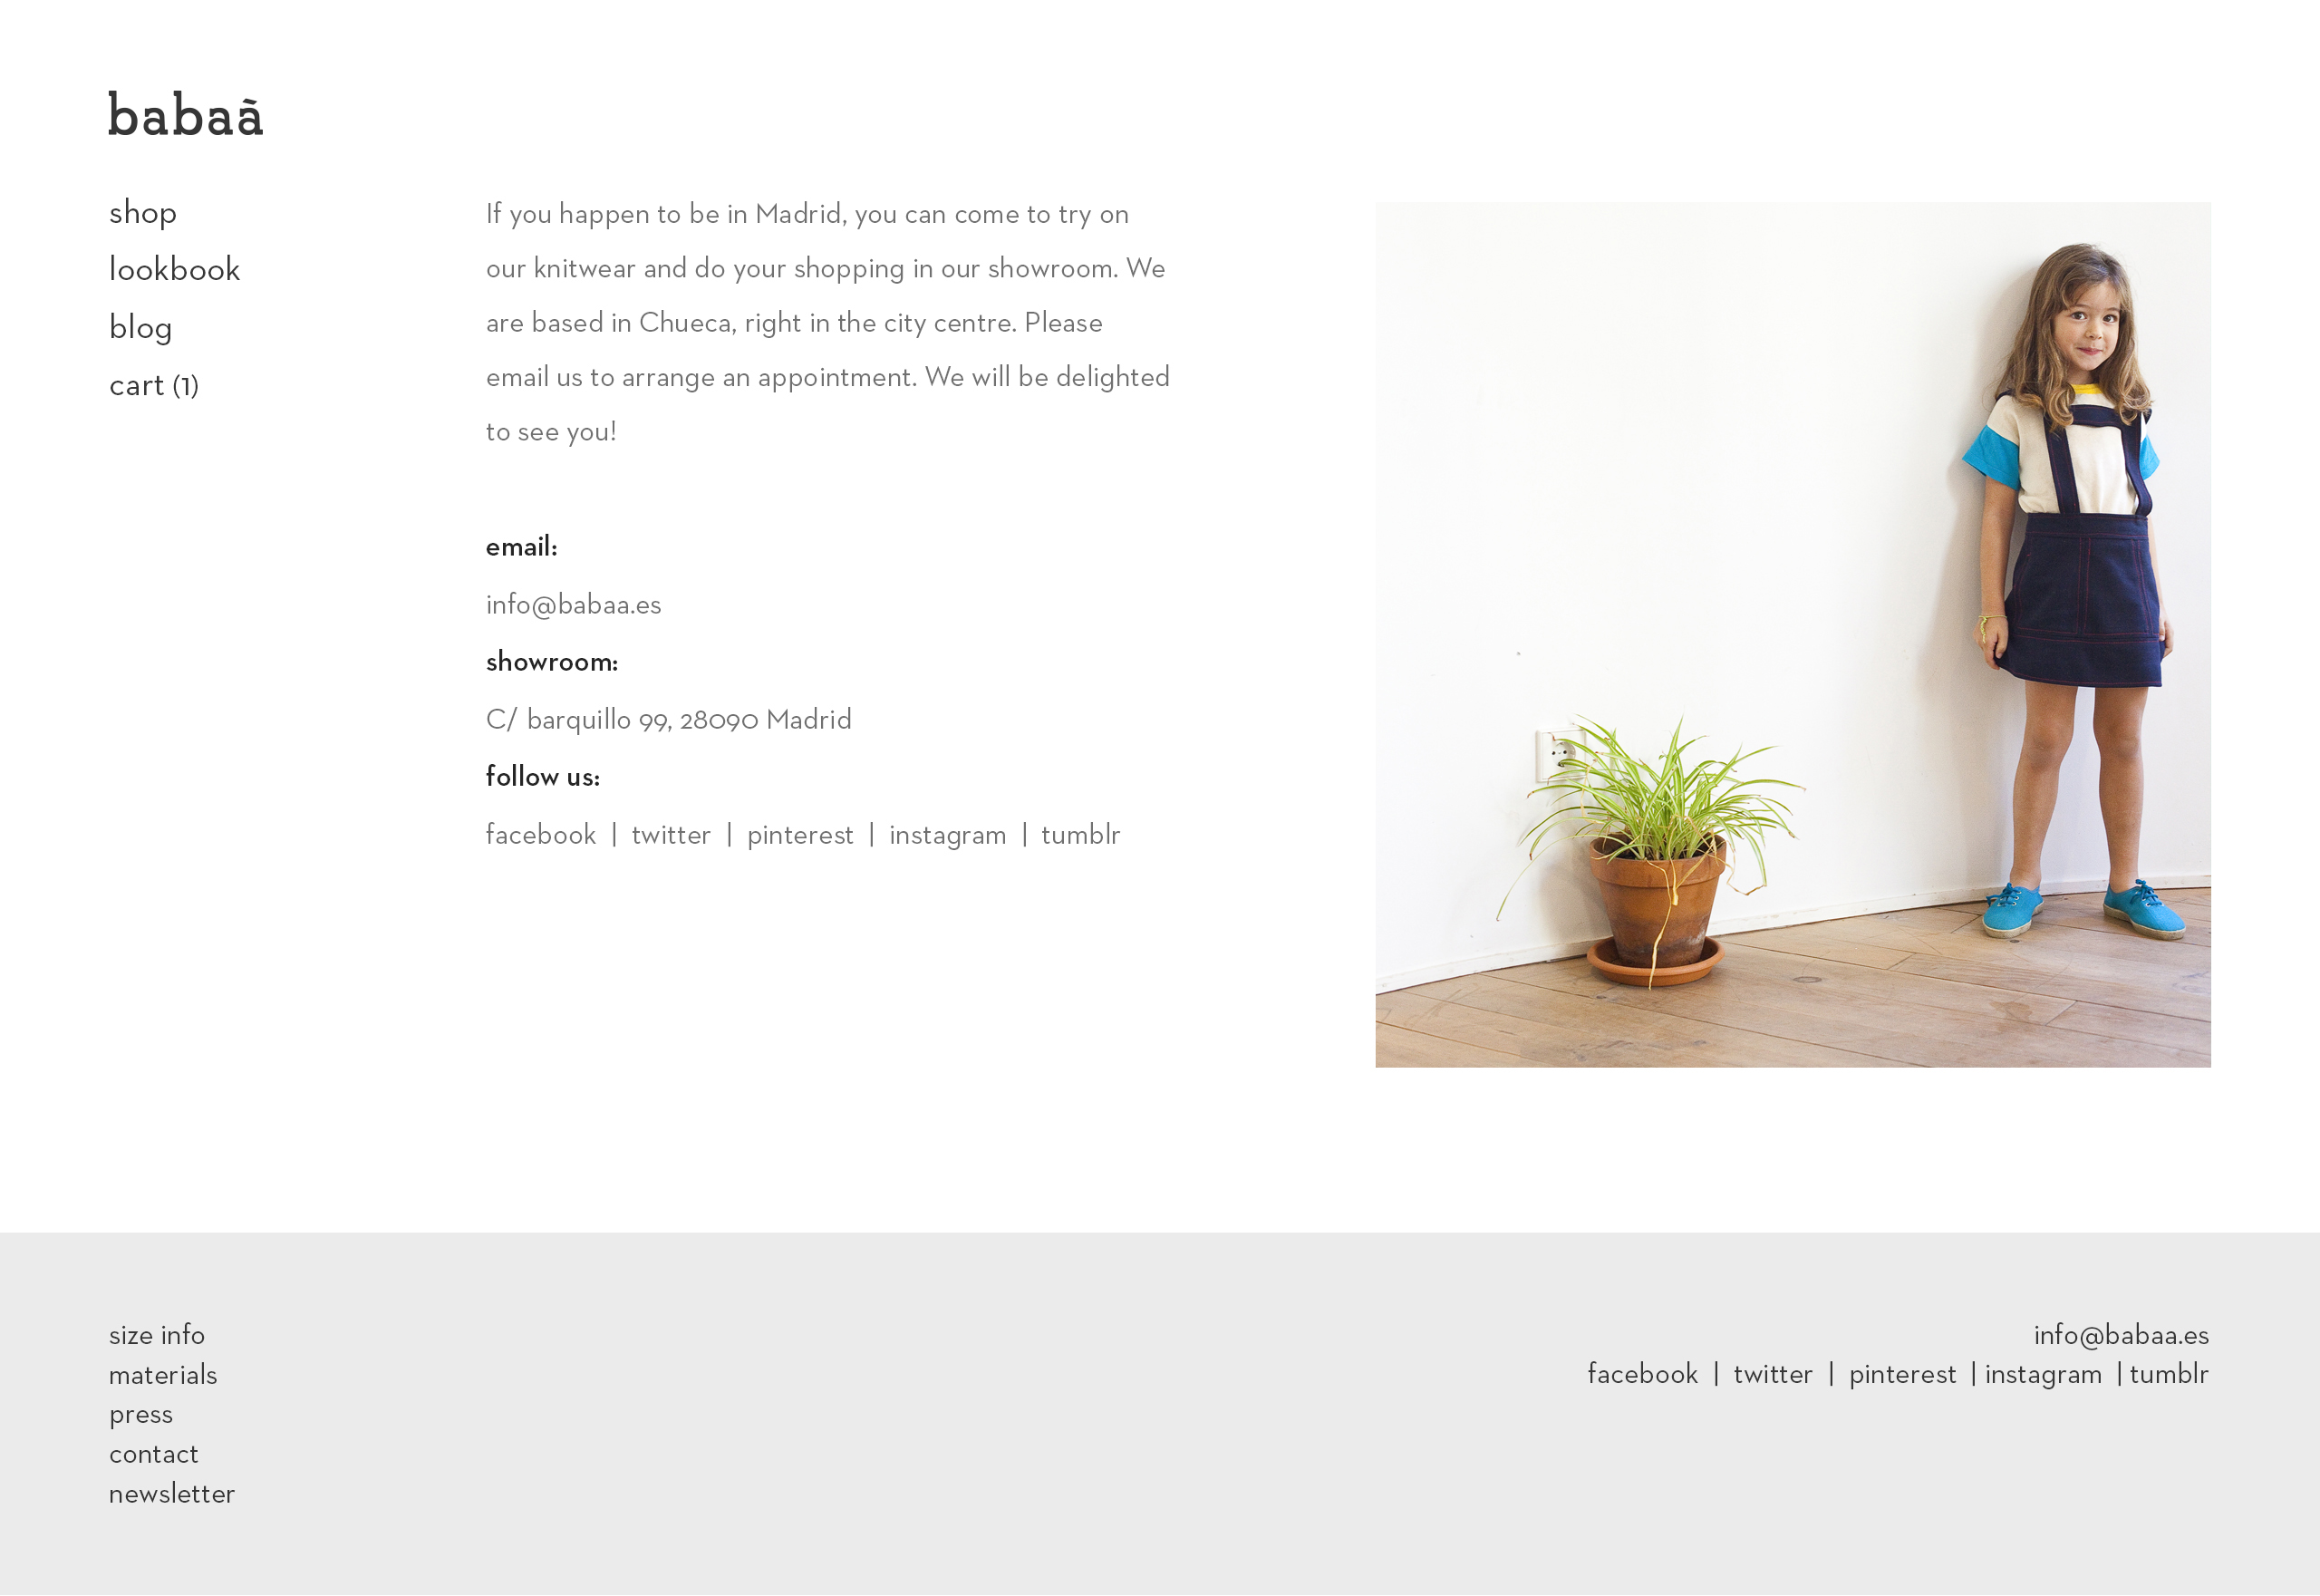 babaà
shop
lookbook
blog
cart (1)
If you happen to be in Madrid, you can come to try on
our knitwear and do your shopping in our showroom. We
are based in Chueca, right in the city centre. Please
email us to arrange an appointment. We will be delighted
to see you!
email:
info@babaa.es
showroom:
C/ barquillo 99, 28090 Madrid
follow us:
facebook | twitter | pinterest | instagram | tumblr
size info
materials
press
contact
newsletter
info@babaa.es
facebook | twitter | pinterest | instagram | tumblr